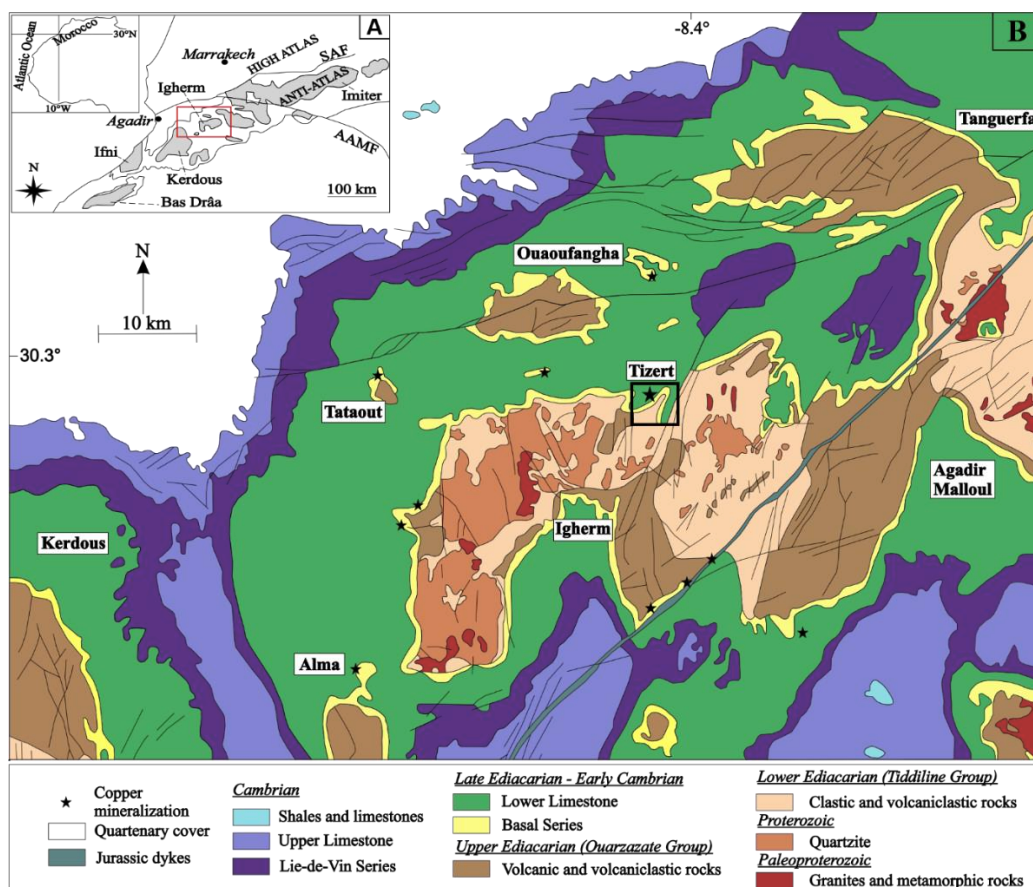 A
Atlantic Ocean
Morocco
30°N
10°W
Marrakech
HIGH ATLAS
SAF
Igherm
ANTI-ATLAS
Imiter
Agadir
AAMF
Ifni
N
Kerdous
100 km
Bas Drâa
-8.4°
B
Tanguerfa
N
Ouaoufangha
10 km
30.3°
Tizert
Tataout
Agadir
Malloul
Igherm
Kerdous
Alma
Copper
mineralization
Quartenary cover
Jurassic dykes
Cambrian
Shales and limestones
Upper Limestone
Lie-de-Vin Series
Late Ediacarian - Early Cambrian
Lower Limestone
Basal Series
Upper Ediacarian (Ouarzazate Group)
Volcanic and volcaniclastic rocks
Lower Ediacarian (Tiddiline Group)
Clastic and volcaniclastic rocks
Proterozoic
Quartzite
Paleoproterozoic
Granites and metamorphic rocks